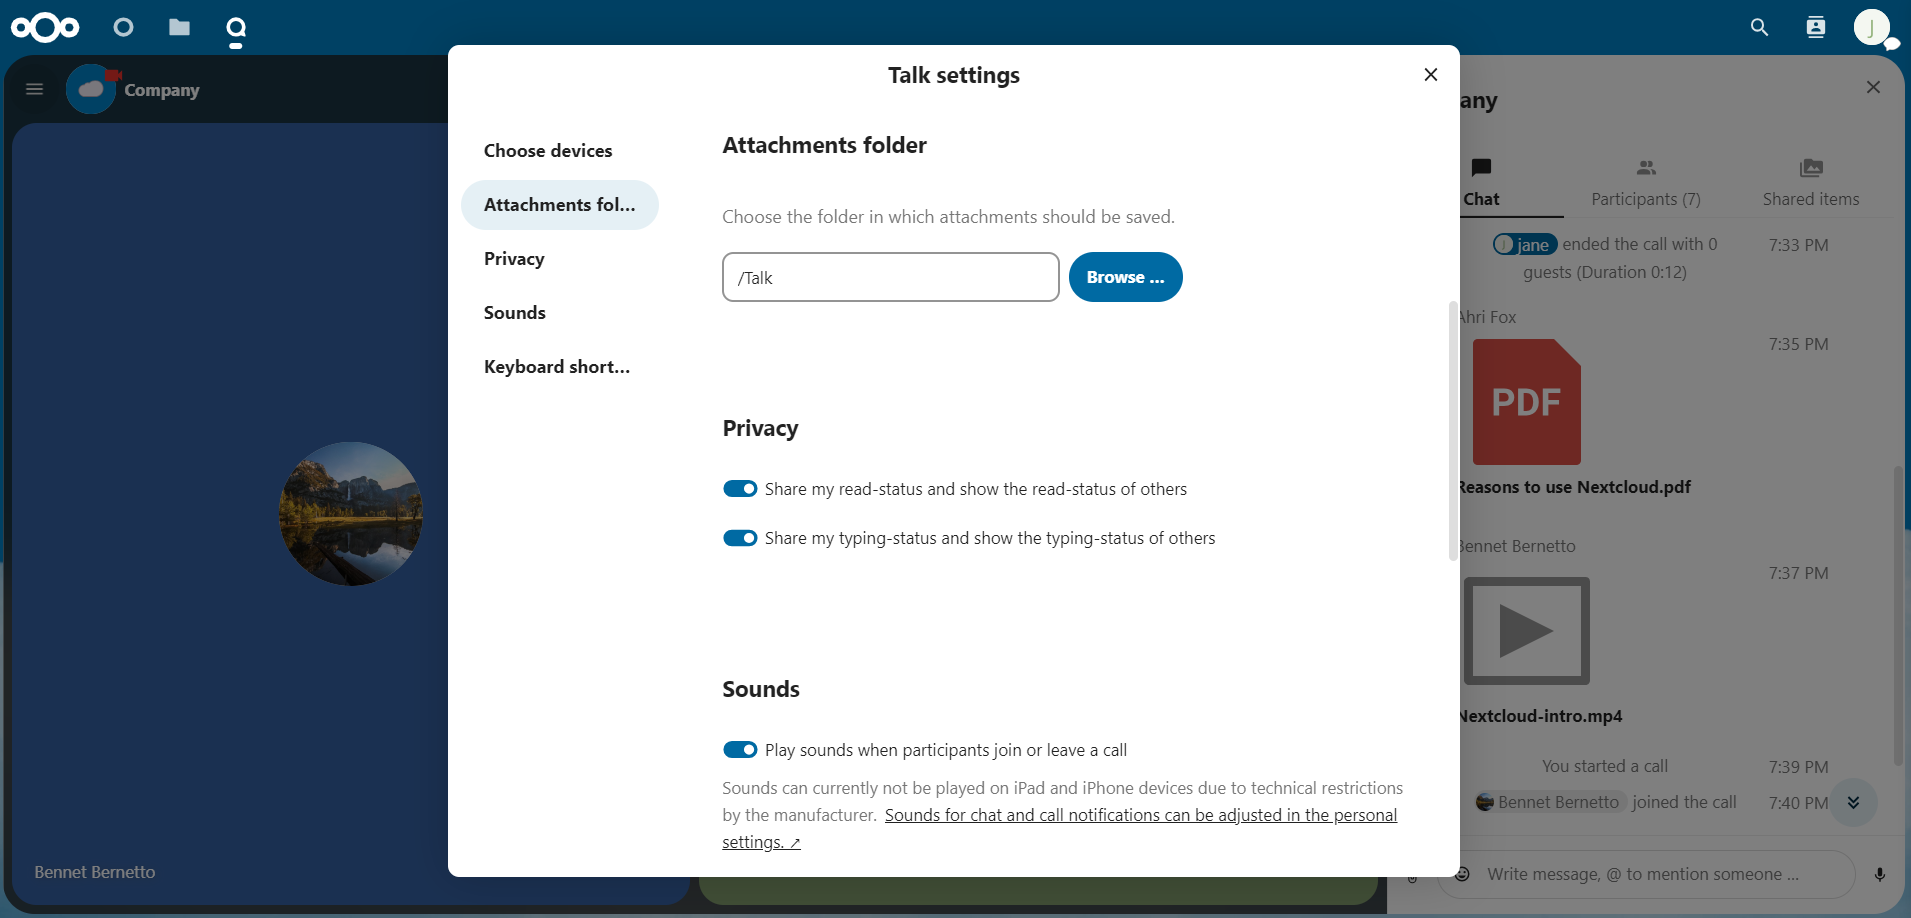 J
Company
Talk settings
Choose devices
Attachments fol...
Privacy
Sounds
Keyboard short...
Attachments folder
Choose the folder in which attachments should be saved.
/Talk
Browse ...
Privacy
Share my read-status and show the read-status of others
Share my typing-status and show the typing-status of others
Sounds
Play sounds when participants join or leave a call
Sounds can currently not be played on iPad and iPhone devices due to technical restrictions
by the manufacturer. Sounds for chat and call notifications can be adjusted in the personal
settings. ↗
Bennet Bernetto
any
Chat
Participants (7)
Shared items
J jane ended the call with 0 7:33 PM
guests (Duration 0:12)
Ahri Fox
7:35 PM
PDF
Reasons to use Nextcloud.pdf
Bennet Bernetto
7:37 PM
Nextcloud-intro.mp4
You started a call 7:39 PM
Bennet Bernetto joined the call 7:40 PM
Write message, @ to mention someone ...